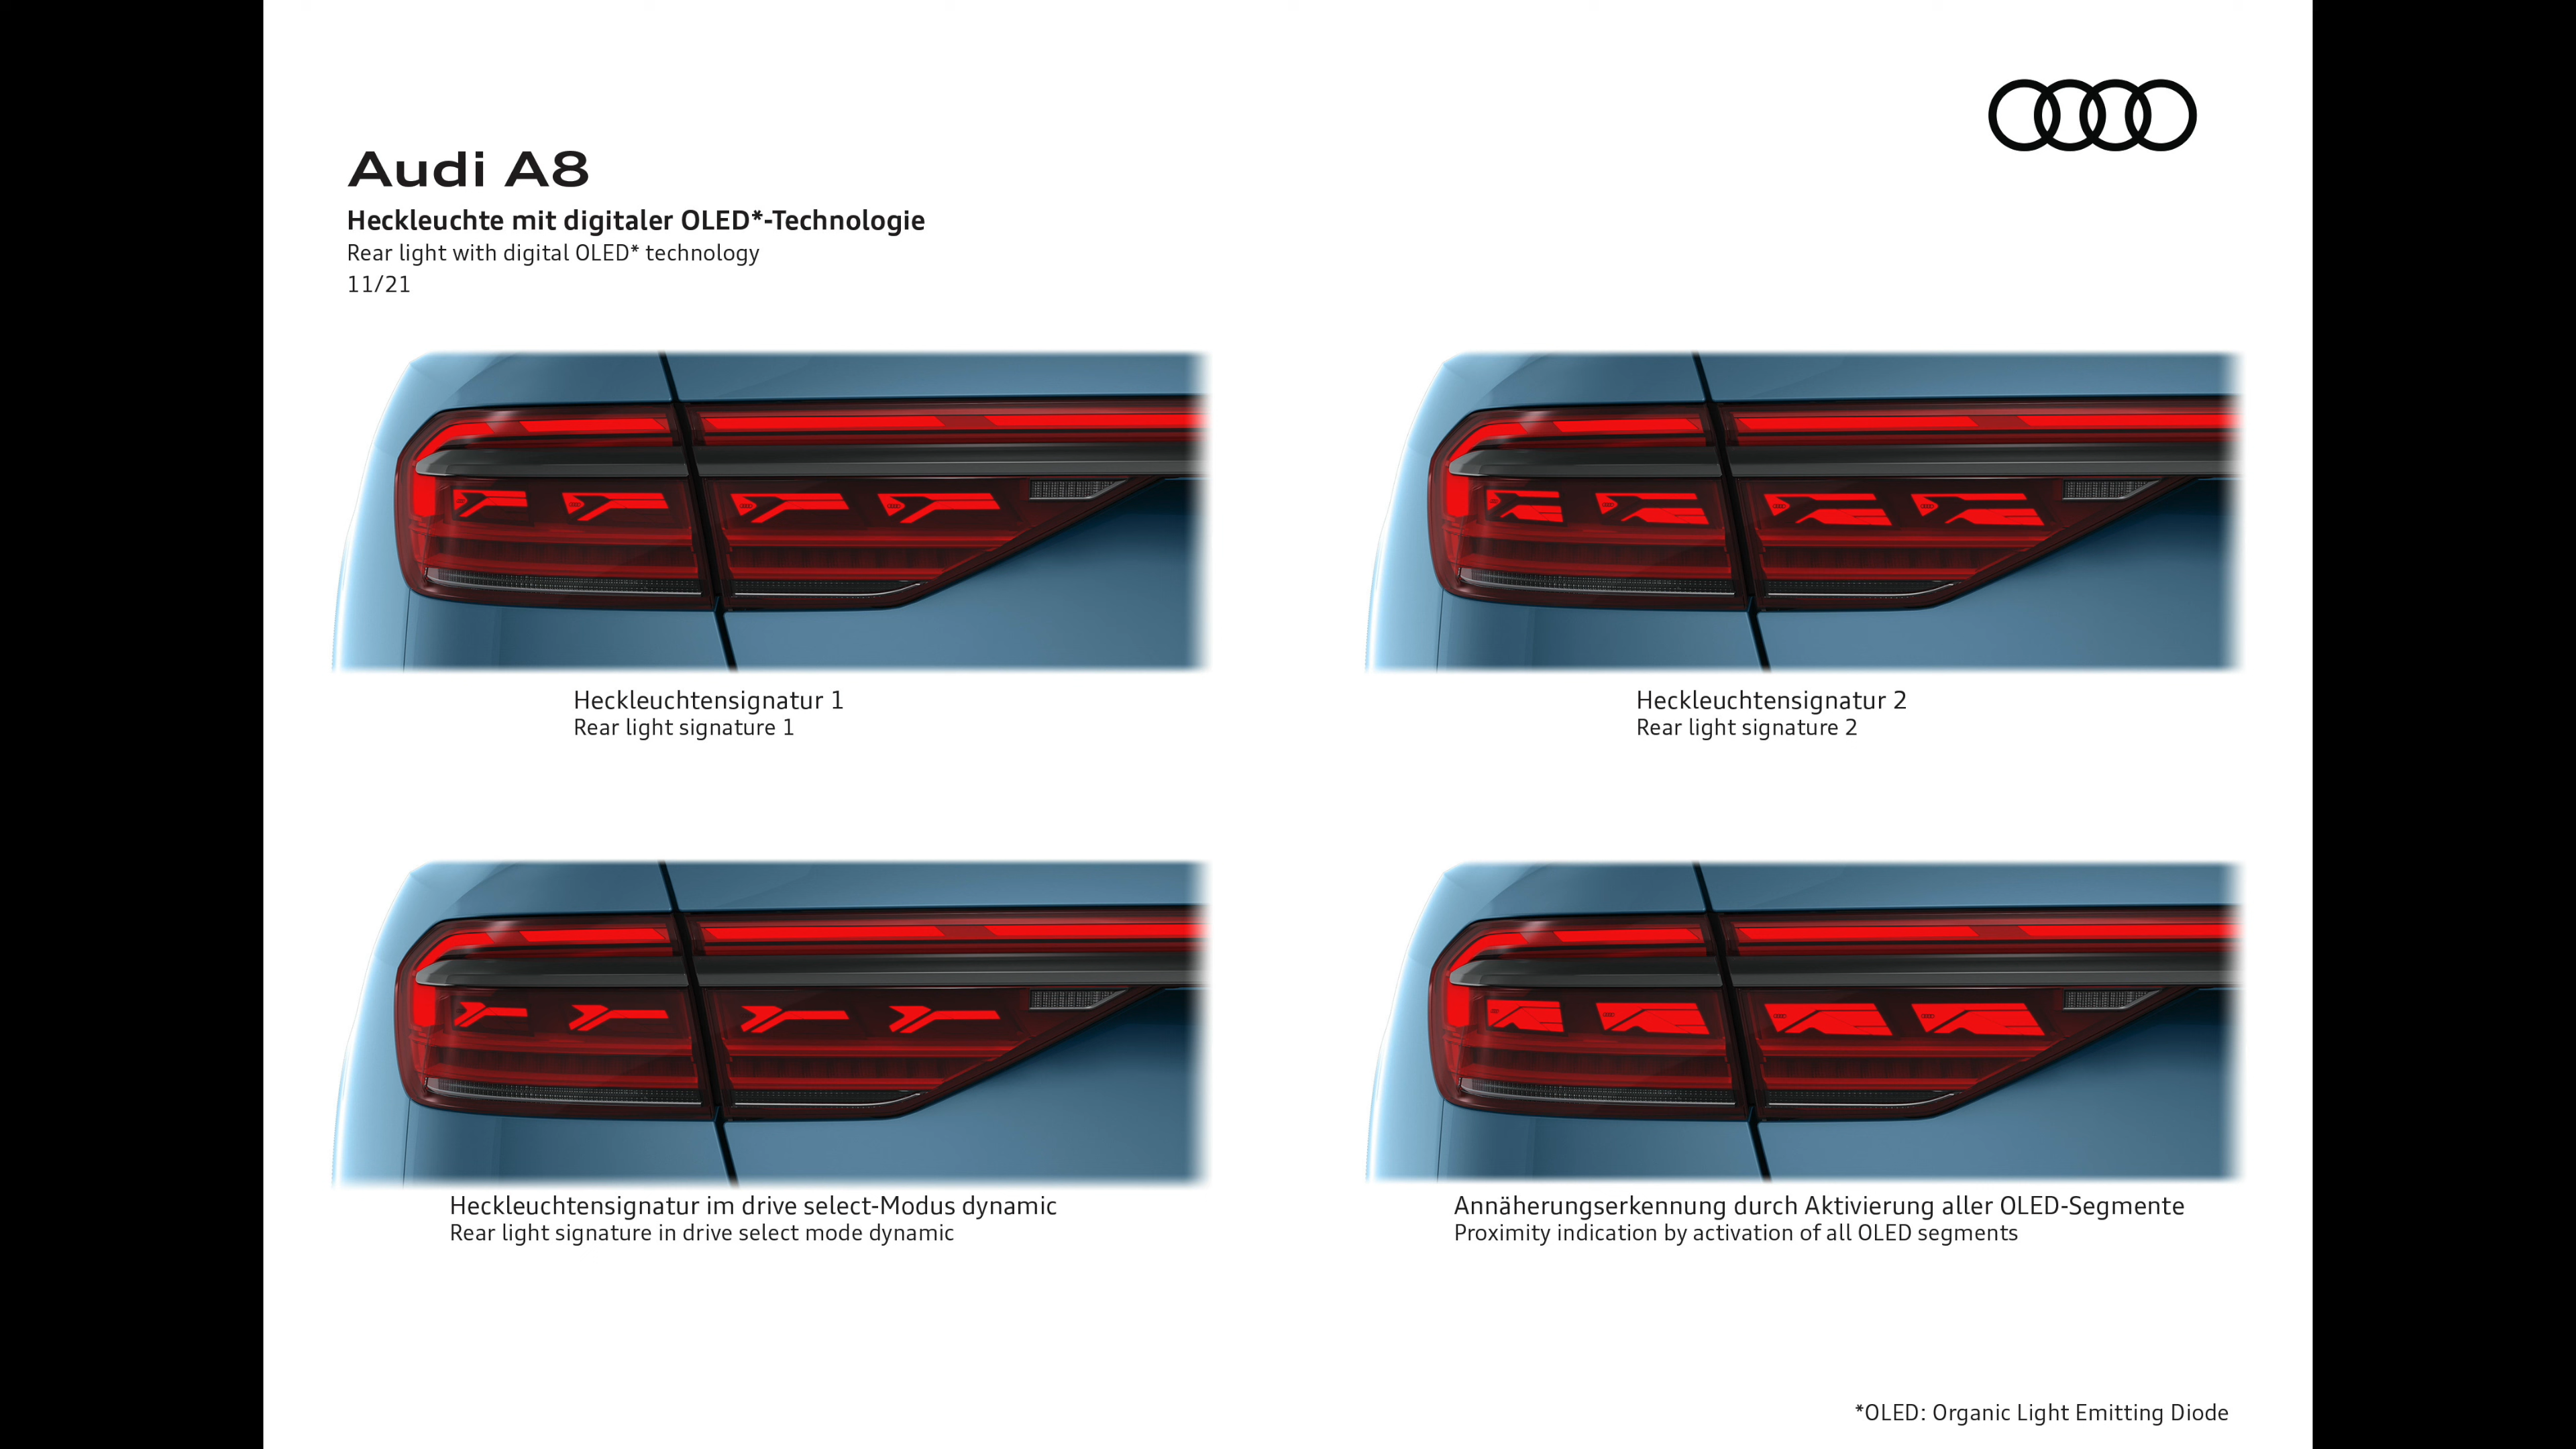 Audi A8
Heckleuchte mit digitaler OLED*-Technologie
Rear light with digital OLED* technology
11/21
Heckleuchtensignatur 1
Rear light signature 1
Heckleuchtensignatur 2
Rear light signature 2
Heckleuchtensignatur im drive select-Modus dynamic
Rear light signature in drive select mode dynamic
Annäherungserkennung durch Aktivierung aller OLED-Segmente
Proximity indication by activation of all OLED segments
*OLED: Organic Light Emitting Diode